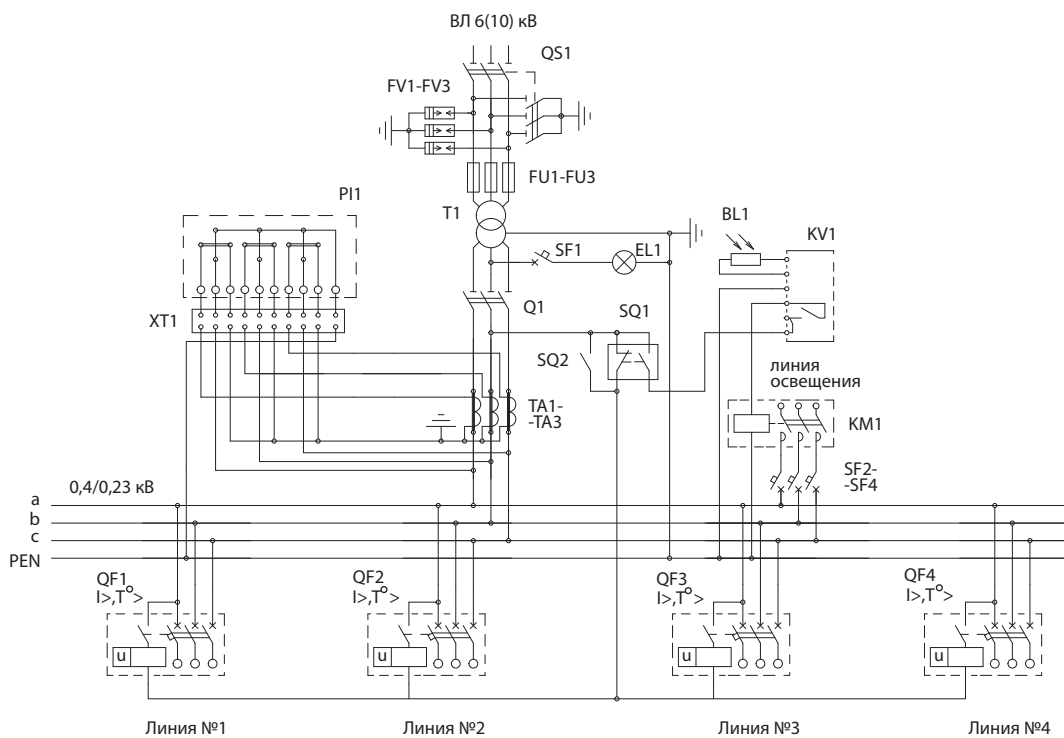 ВЛ 6(10) кВ
QS1
FV1-FV3
FU1-FU3
PI1
T1
BL1
KV1
SF1
EL1
XT1
Q1
SQ1
SQ2
линия
освещения
TA1-
-TA3
KM1
SF2-
-SF4
0,4/0,23 кВ
a
b
c
PEN
QF1
I>,T°>
QF2
I>,T°>
QF3
I>,T°>
QF4
I>,T°>
u
u
u
u
Линия №1
Линия №2
Линия №3
Линия №4